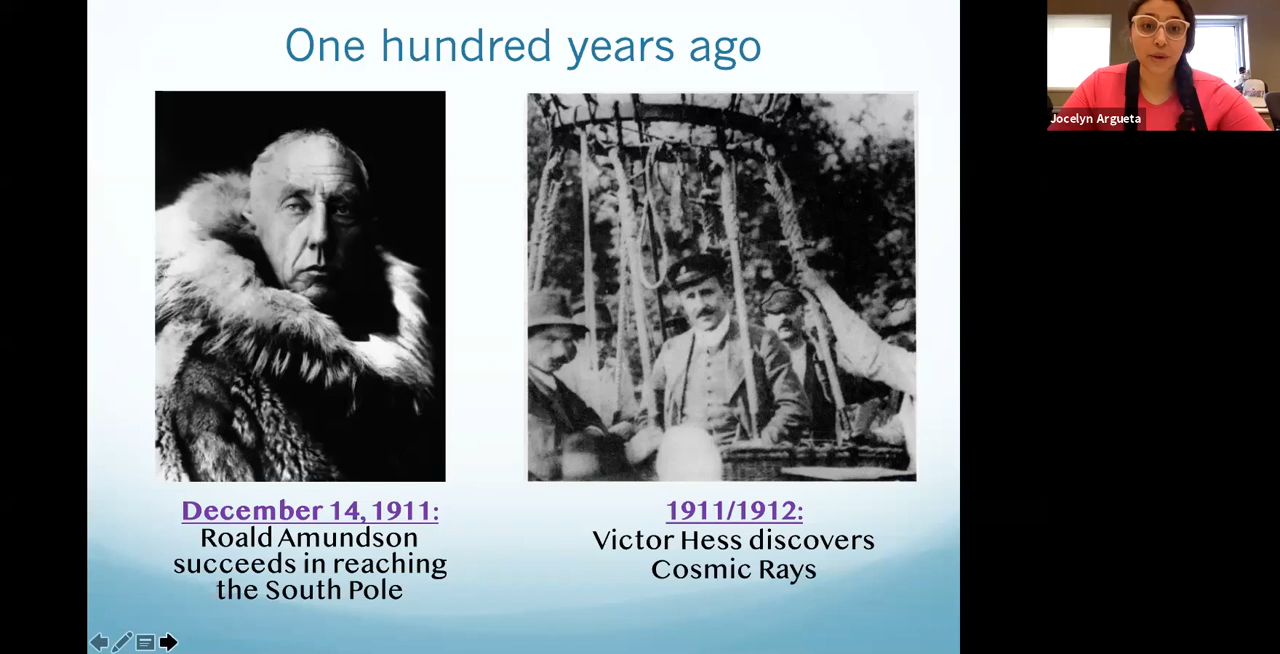 One hundred years ago
Jocelyn Argueta
December 14, 1911:
Roald Amundson
succeeds in reaching
the South Pole
1911/1912:
Victor Hess discovers
Cosmic Rays